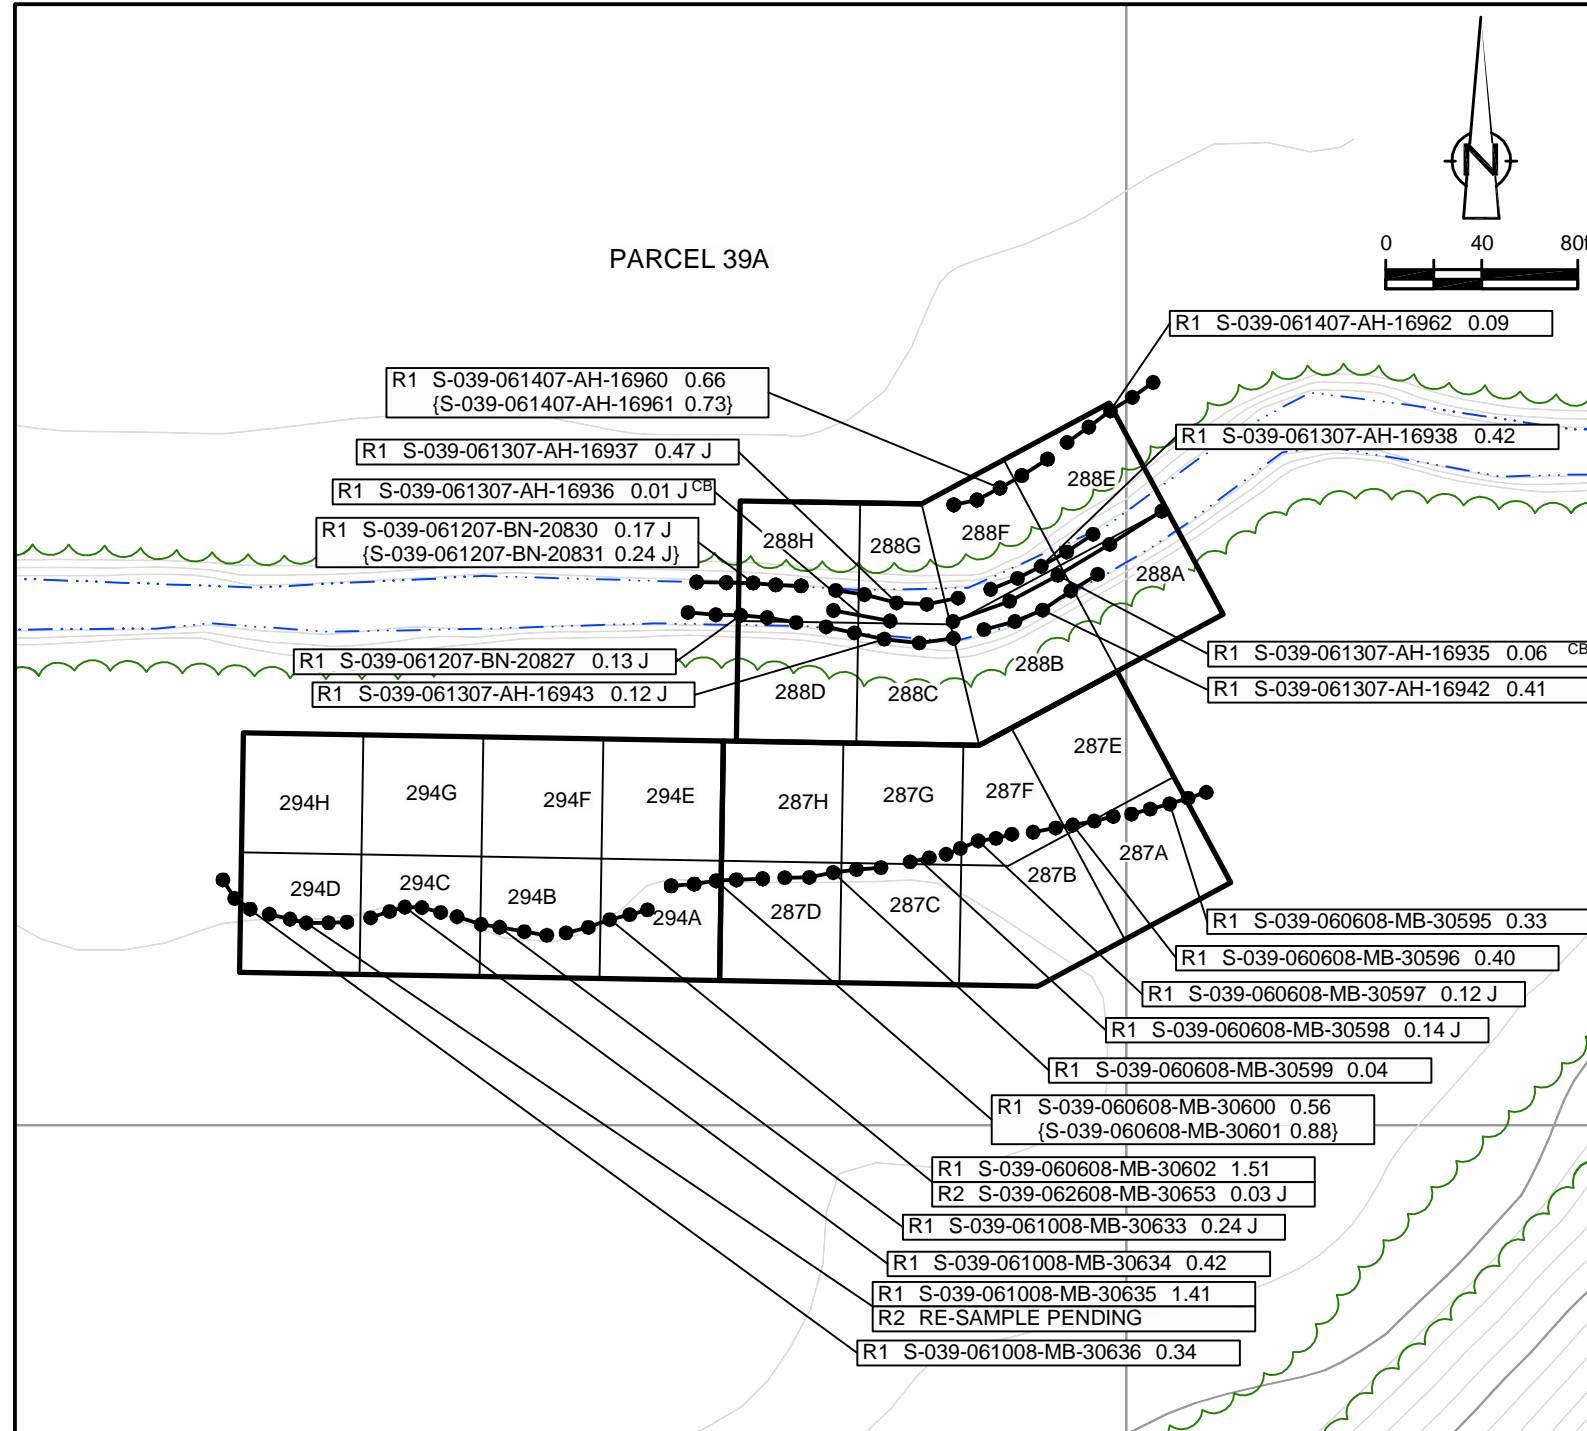 N
0 40 80f
PARCEL 39A
R1 S-039-061407-AH-16962 0.09
R1 S-039-061407-AH-16960 0.66
{S-039-061407-AH-16961 0.73}
R1 S-039-061307-AH-16937 0.47 J
R1 S-039-061307-AH-16938 0.42
R1 S-039-061307-AH-16936 0.01 J CB
R1 S-039-061207-BN-20830 0.17 J
{S-039-061207-BN-20831 0.24 J}
288E
288F
288H
288G
288A
R1 S-039-061207-BN-20827 0.13 J
R1 S-039-061307-AH-16935 0.06 CB
288B
R1 S-039-061307-AH-16943 0.12 J
288D
288C
R1 S-039-061307-AH-16942 0.41
287E
294H
294G
294F
294E
287H
287G
287F
287A
294D
294C
294B
294A
287D
287C
287B
R1 S-039-060608-MB-30595 0.33
R1 S-039-060608-MB-30596 0.40
R1 S-039-060608-MB-30597 0.12 J
R1 S-039-060608-MB-30598 0.14 J
R1 S-039-060608-MB-30599 0.04
R1 S-039-060608-MB-30600 0.56
{S-039-060608-MB-30601 0.88}
R1 S-039-060608-MB-30602 1.51
R2 S-039-062608-MB-30653 0.03 J
R1 S-039-061008-MB-30633 0.24 J
R1 S-039-061008-MB-30634 0.42
R1 S-039-061008-MB-30635 1.41
R2 RE-SAMPLE PENDING
R1 S-039-061008-MB-30636 0.34